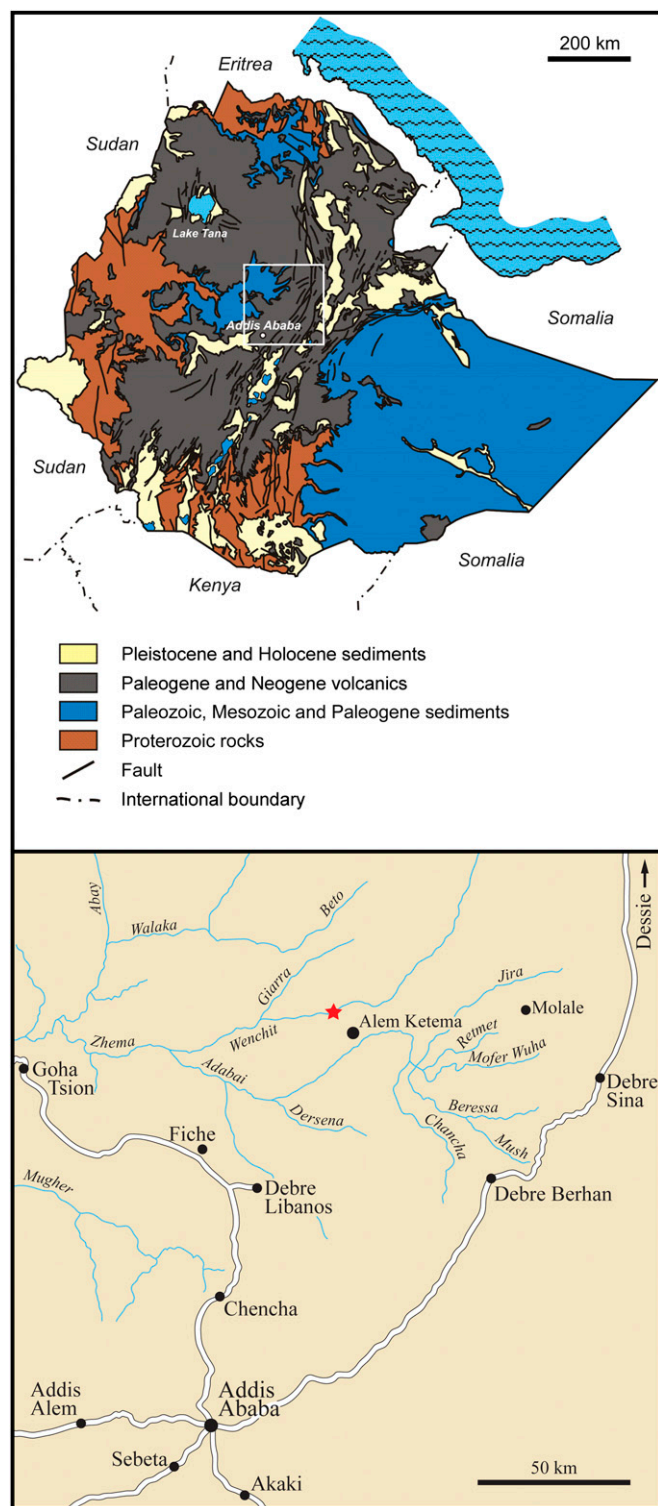 200 km
Eritrea
Sudan
Lake Tana
Addis Ababa
Somalia
Sudan
Kenya
Somalia
Pleistocene and Holocene sediments
Paleogene and Neogene volcanics
Paleozoic, Mesozoic and Paleogene sediments
Proterozoic rocks
Fault
International boundary
Dessie
Abay
Walaka
Beto
Giarra
Jira
Molale
Wenchit
Alem Ketema
Retmet
Mofer Wuha
Zhema
Goha
Tsion
Adabai
Dersena
Debre
Sina
Beressa
Chancha
Mush
Fiche
Debre
Libanos
Debre Berhan
Mugher
Chencha
Addis
Alem
Addis
Ababa
Sebeta
Akaki
50 km